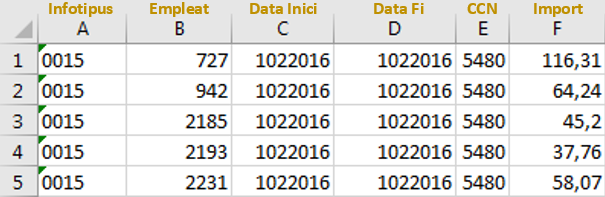 Infotipus Empleat Data Inici Data Fi CCN Import
A B C D E F
1 0015 727 1022016 1022016 5480 116,31
2 0015 942 1022016 1022016 5480 64,24
3 0015 2185 1022016 1022016 5480 45,2
4 0015 2193 1022016 1022016 5480 37,76
5 0015 2231 1022016 1022016 5480 58,07